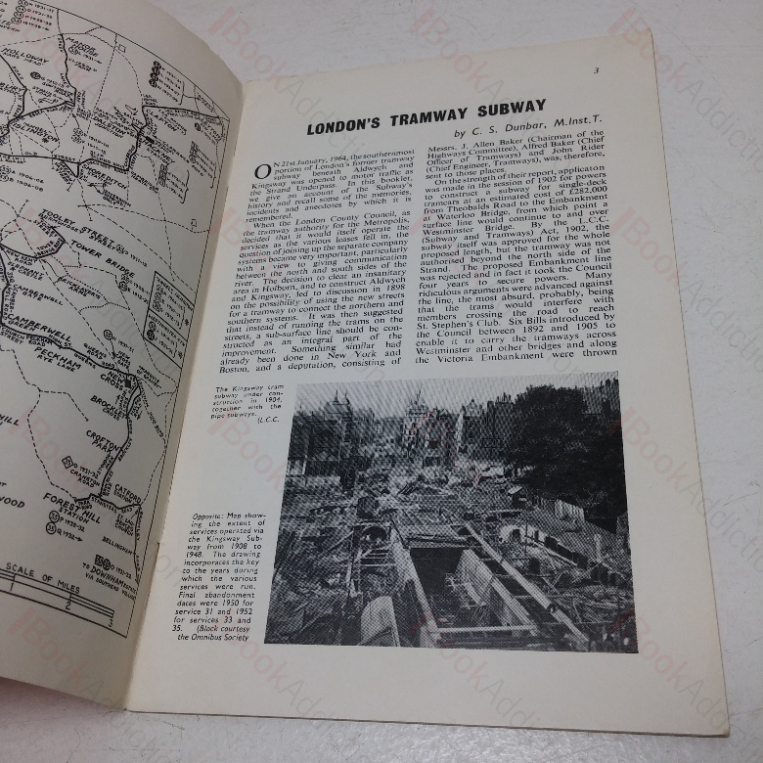 3
LONDON'S TRAMWAY SUBWAY
by C. S. Dunbar, M.Inst.T.
ON 21st January, 1964, the southernmost
portion of London's former tramway
subway beneath Aldwych and
Kingsway was opened to motor traffic as
the Strand Underpass. In this booklet,
we give an account of the Subway's
history and recall some of the memories,
incidents and anecdotes by which it is
remembered.
When the London County Council, as
the tramway authority for the Metropolis,
decided that it would itself operate the
services as the various leases fell in, the
question of joining up the separate company
systems became very important, particularly
with a view to giving communication
between the north and south sides of the
river. The decision to clear an insanitary
area in Holborn, and to construct Aldwych
and Kingsway, led to discussion in 1898
on the possibility of using the new streets
for a tramway to connect the northern and
southern systems. It was then suggested
that instead of running the trams on the
streets, a sub-surface line should be con-
structed as an integral part of the
improvement. Something similar had
already been done in New York and
Boston, and a deputation, consisting of
Messrs. J. Allen Baker (Chairman of the
Highways Committee), Alfred Baker (Chief
Officer of Tramways) and John Rider
(Chief Engineer, Tramways), was, therefore,
sent to those places.
On the strength of their report, application
was made in the session of 1902 for powers
to construct a subway for single-deck
tramcars at an estimated cost of £282,000
from Theobalds Road to the Embankment
at Waterloo Bridge, from which point a
surface line would continue to and over
Westminster Bridge. By the L.C.C.
(Subway and Tramways) Act, 1902, the
subway itself was approved for the whole
proposed length, but the tramway was not
authorised beyond the north side of the
Strand. The proposed Embankment line
was rejected and in fact it took the Council
four years to secure powers. Many
ridiculous arguments were advanced against
the line, the most absurd, probably, being
that the trams would interfere with
members crossing the road to reach
St. Stephen's Club. Six Bills introduced by
the Council between 1892 and 1905 to
enable it to carry the tramways across
Westminster and other bridges and along
the Victoria Embankment were thrown
The Kingsway tram
subway under con-
struction in 1904,
together with the
pipe subways.
(L.C.C.
Opposite: Map show-
ing the extent of
services operated via
the Kingsway Sub-
way from 1908 to
1948. The drawing
incorporates the key
to the years during
which the various
services were run.
Final abandonment
dates were 1950 for
service 31 and 1952
for services 33 and
35. (Block courtesy
the Omnibus Society
MANOR
HOLLOWAY
SHOREDITCH
TOOLEY STREET
TOWER BRIDGE
CAMBERWELL
PECKHAM
RYE LANE
NEW CROSS
CROFTON
PARK
CATFORD
FOREST HILL
STATION
BELLINGHAM
TO DOWNHAM
SCALE OF MILES
iBookAddiction